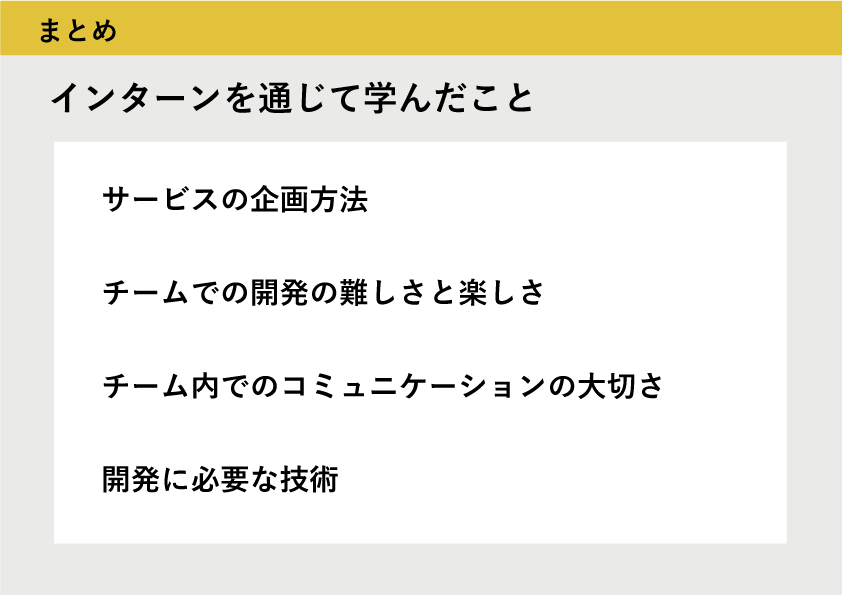 まとめ
インターンを通じて学んだこと
サービスの企画方法
チームでの開発の難しさと楽しさ
チーム内でのコミュニケーションの大切さ
開発に必要な技術